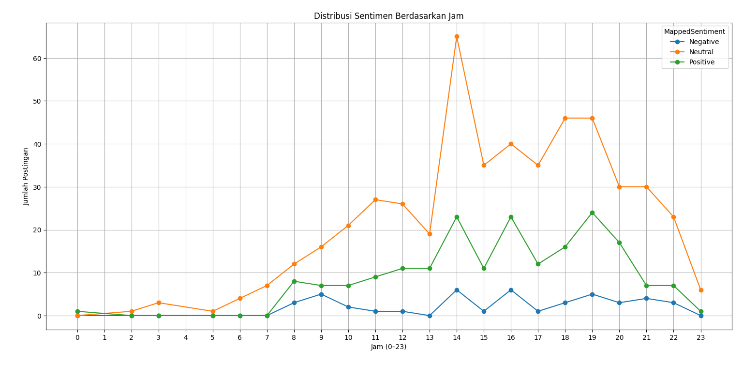 Distribusi Sentimen Berdasarkan Jam
MappedSentiment
Negative
Neutral
Positive
Jumlah Postingan
60
50
40
30
20
10
0
0 1 2 3 4 5 6 7 8 9 10 11 12 13 14 15 16 17 18 19 20 21 22 23
Jam (0–23)